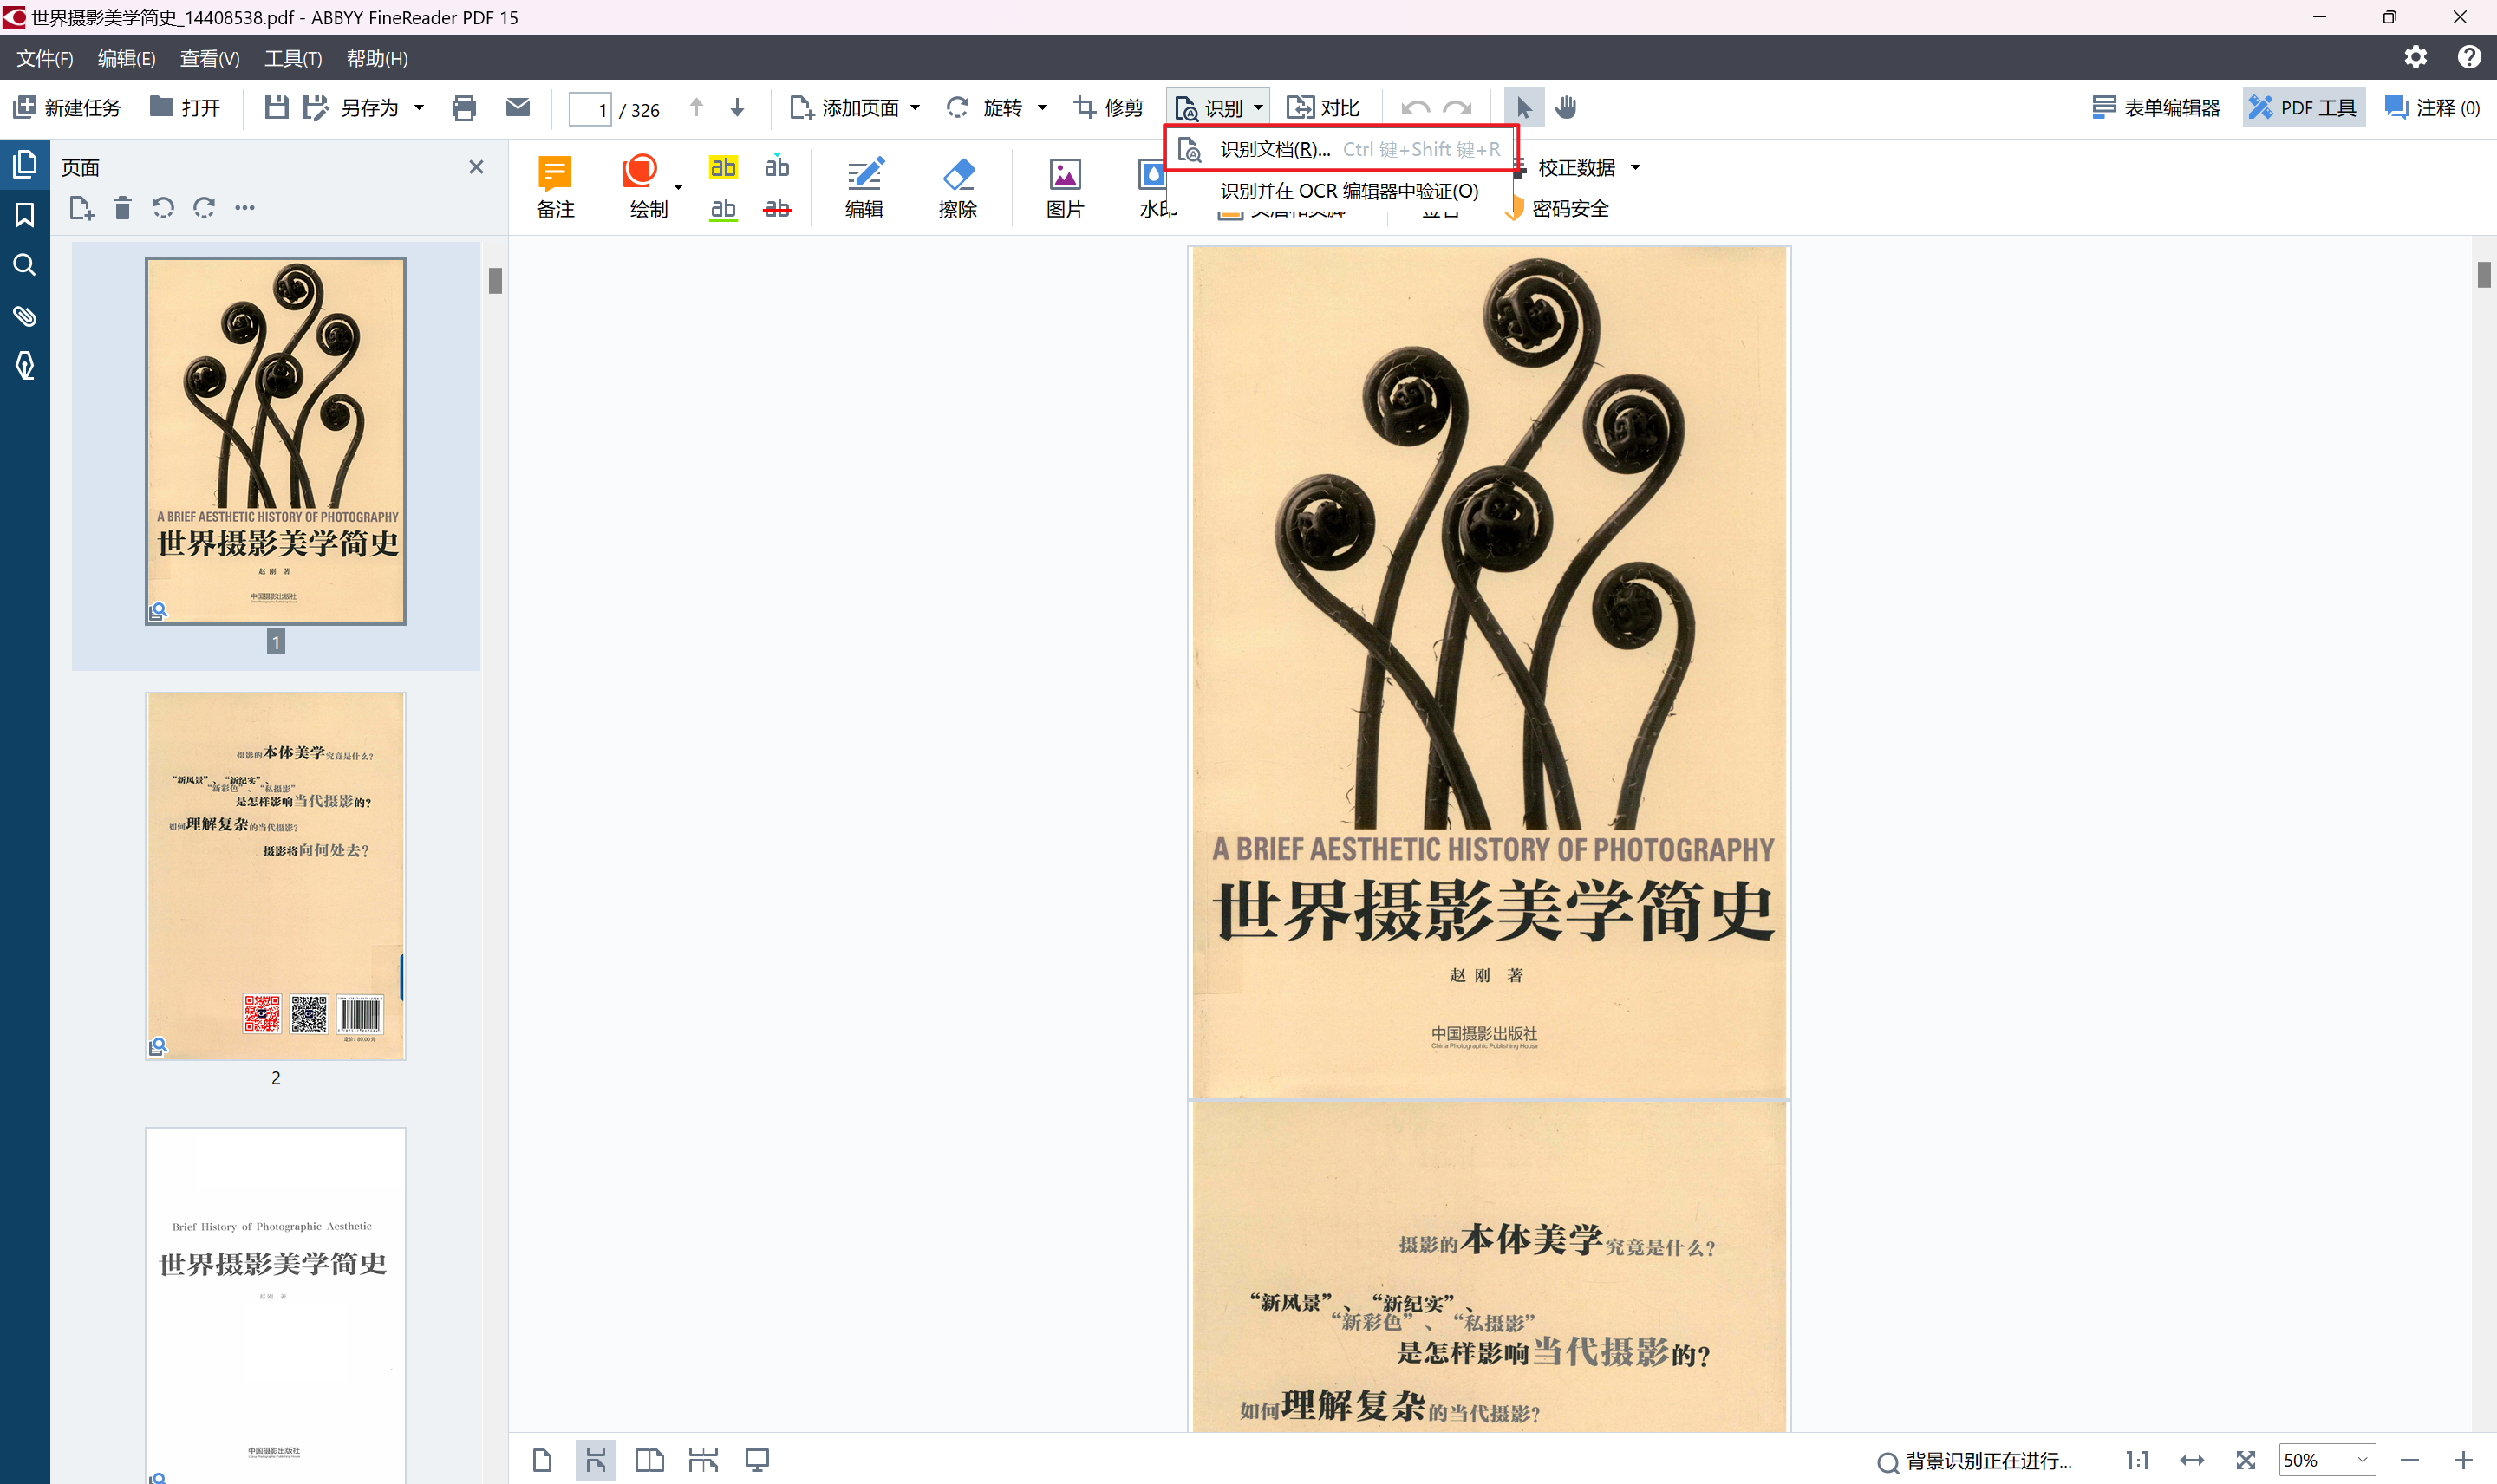 世界摄影美学简史_14408538.pdf - ABBYY FineReader PDF 15
文件(F) 编辑(E) 查看(V) 工具(T) 帮助(H)
新建任务 打开 另存为 1 / 326 添加页面 旋转 修剪 识别 对比 表单编辑器 PDF 工具 注释 (0)
识别文档(R)... Ctrl 键+Shift 键+R
识别并在 OCR 编辑器中验证(O)
页面
备注 绘制 ab ab ab ab 编辑 擦除 图片 水印 校正数据
密码安全
A BRIEF AESTHETIC HISTORY OF PHOTOGRAPHY
世界摄影美学简史
赵 刚 著
中国摄影出版社
1
摄影的本体美学究竟是什么?
“新风景”、“新纪实”、
“新彩色”、“私摄影”
是怎样影响当代摄影的?
如何理解复杂的当代摄影?
摄影将向何处去?
2
Brief History of Photographic Aesthetic
世界摄影美学简史
赵 刚 著
中国摄影出版社
A BRIEF AESTHETIC HISTORY OF PHOTOGRAPHY
世界摄影美学简史
赵 刚 著
中国摄影出版社
China Photographic Publishing House
摄影的本体美学究竟是什么?
“新风景”、“新纪实”、
“新彩色”、“私摄影”
是怎样影响当代摄影的?
如何理解复杂的当代摄影?
背景识别正在进行... 1:1 50%